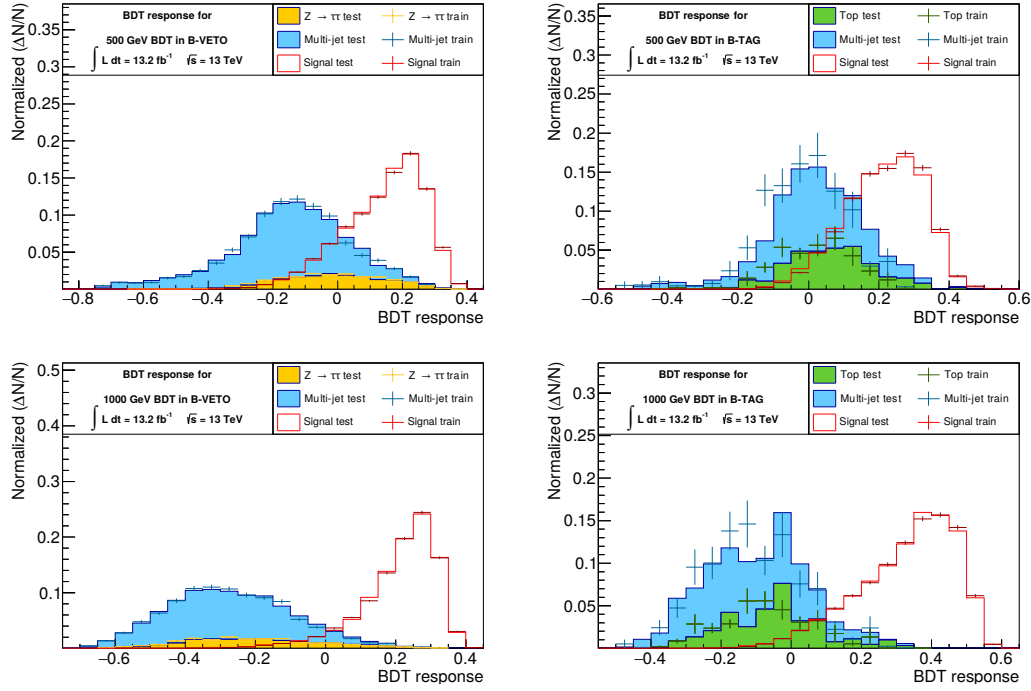 BDT response for
500 GeV BDT in B-VETO
∫ L dt = 13.2 fb⁻¹ √s = 13 TeV
Z → ττ test
Z → ττ train
Multi-jet test
Multi-jet train
Signal test
Signal train
Normalized (ΔN/N)
0.35
0.3
0.25
0.2
0.15
0.1
0.05
−0.8
−0.6
−0.4
−0.2
0
0.2
0.4
BDT response
BDT response for
500 GeV BDT in B-TAG
∫ L dt = 13.2 fb⁻¹ √s = 13 TeV
Top test
Top train
Multi-jet test
Multi-jet train
Signal test
Signal train
Normalized (ΔN/N)
0.35
0.3
0.25
0.2
0.15
0.1
0.05
−0.6
−0.4
−0.2
0
0.2
0.4
0.6
BDT response
BDT response for
1000 GeV BDT in B-VETO
∫ L dt = 13.2 fb⁻¹ √s = 13 TeV
Z → ττ test
Z → ττ train
Multi-jet test
Multi-jet train
Signal test
Signal train
Normalized (ΔN/N)
0.5
0.4
0.3
0.2
0.1
−0.6
−0.4
−0.2
0
0.2
0.4
BDT response
BDT response for
1000 GeV BDT in B-TAG
∫ L dt = 13.2 fb⁻¹ √s = 13 TeV
Top test
Top train
Multi-jet test
Multi-jet train
Signal test
Signal train
Normalized (ΔN/N)
0.3
0.25
0.2
0.15
0.1
0.05
−0.4
−0.2
0
0.2
0.4
0.6
BDT response